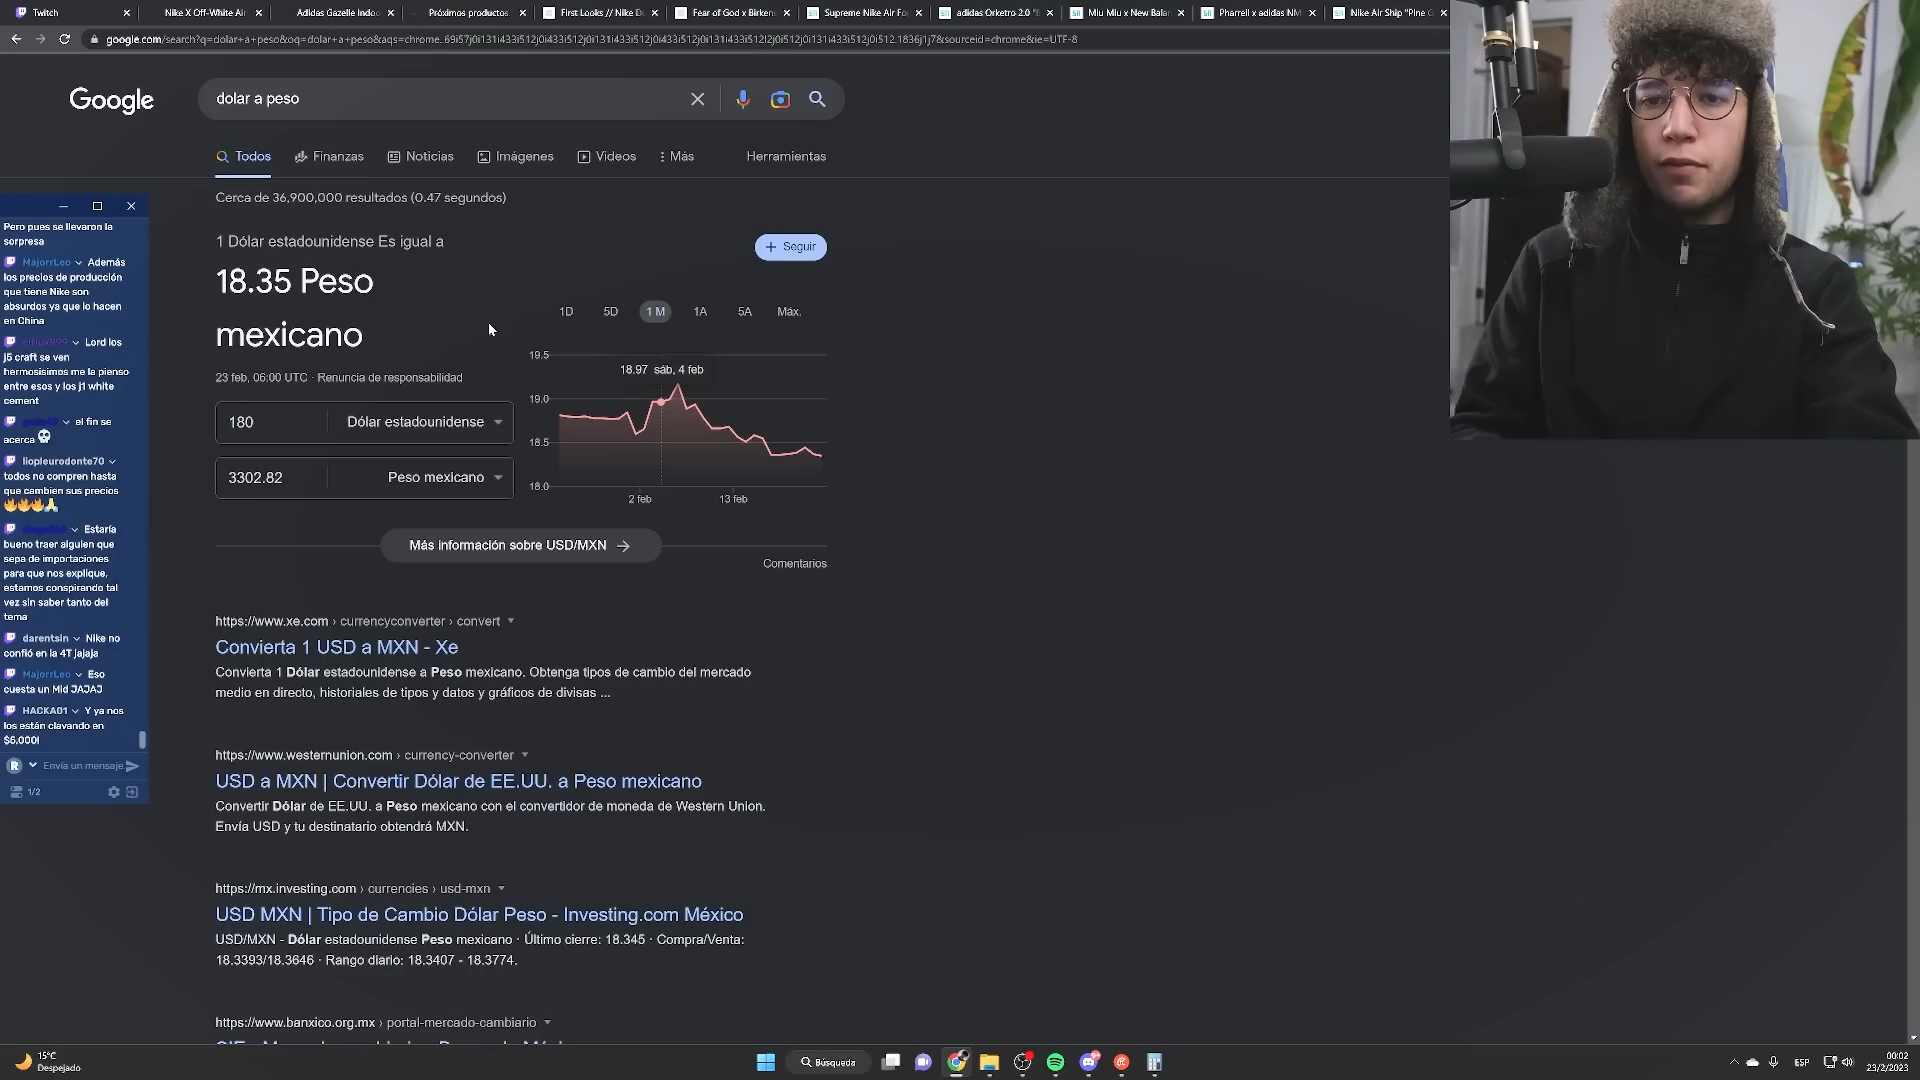 Twitch
Nike X Off-White Air
Adidas Gazelle Indoo
Próximos productos.
First Looks // Nike D
Fear of God x Birkens
Supreme Nike Air Fo
adidas Orketro 2.0 "E
Miu Miu x New Balan
Pharrell x adidas NM
Nike Air Ship "Pine G
google.com/search?q=dolar+a+peso&oq=dolar+a+peso&aqs=chrome..69i57j0i131i433i512j0i433i512j0i131i433i512j0i131i433i512j0i433i512j0i131i433i512l2j0i512j0i131i433i512j0i512.1836j1j7&sourceid=chrome&ie=UTF-8
Google
dolar a peso
Todos
Finanzas
Noticias
Imágenes
Videos
Más
Herramientas
Cerca de 36,900,000 resultados (0.47 segundos)
1 Dólar estadounidense Es igual a
Seguir
18.35 Peso
mexicano
23 feb, 06:00 UTC · Renuncia de responsabilidad
180
Dólar estadounidense
3302.82
Peso mexicano
1D
5D
1 M
1A
5A
Máx.
19.5
18.97 sáb, 4 feb
19.0
18.5
18.0
2 feb
13 feb
Más información sobre USD/MXN
Comentarios
https://www.xe.com › currencyconverter › convert
Convierta 1 USD a MXN - Xe
Convierta 1 Dólar estadounidense a Peso mexicano. Obtenga tipos de cambio del mercado
medio en directo, historiales de tipos y datos y gráficos de divisas ...
https://www.westernunion.com › currency-converter
USD a MXN | Convertir Dólar de EE.UU. a Peso mexicano
Convertir Dólar de EE.UU. a Peso mexicano con el convertidor de moneda de Western Union.
Envía USD y tu destinatario obtendrá MXN.
https://mx.investing.com › currencies › usd-mxn
USD MXN | Tipo de Cambio Dólar Peso - Investing.com México
USD/MXN - Dólar estadounidense Peso mexicano · Último cierre: 18.345 · Compra/Venta:
18.3393/18.3646 · Rango diario: 18.3407 - 18.3774.
https://www.banxico.org.mx › portal-mercado-cambiario
Pero pues se llevaron la
sorpresa
MajorrLeo Además
los precios de producción
que tiene Nike son
absurdos ya que lo hacen
en China
Lord los
j5 craft se ven
hermosisimos me la pienso
entre esos y los j1 white
cement
el fin se
acerca
liopleurodonte70
todos no compren hasta
que cambien sus precios
Estaría
bueno traer alguien que
sepa de importaciones
para que nos explique,
estamos conspirando tal
vez sin saber tanto del
tema
darentsin Nike no
confió en la 4T jajaja
MajorrLeo Eso
cuesta un Mid JAJAJ
HACKA01 Y ya nos
los están clavando en
$5,000!
R
Envía un mensaje
1/2
15°C
Despejado
Búsqueda
ESP
00:02
23/2/2023